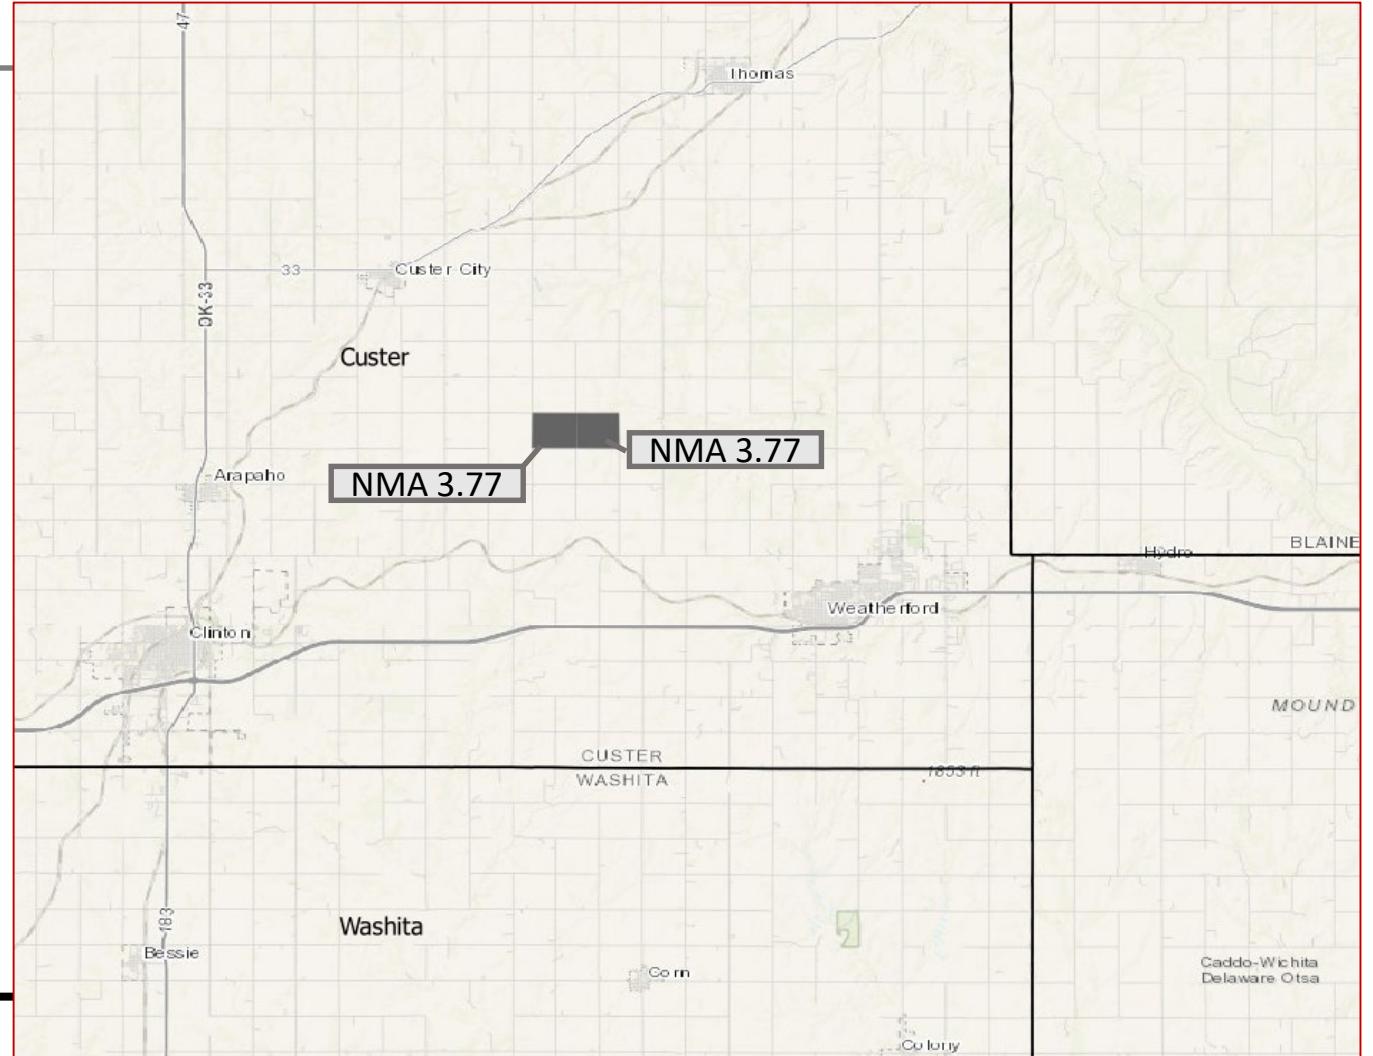 47
Thomas
33
Custer City
OK-33
Custer
NMA 3.77
NMA 3.77
Arapaho
BLAINE
Hydro
Weatherford
Clinton
MOUND
CUSTER
WASHITA
1853 ft
183
Washita
Bessie
Corn
Caddo-Wichita
Delaware Otsa
Colony